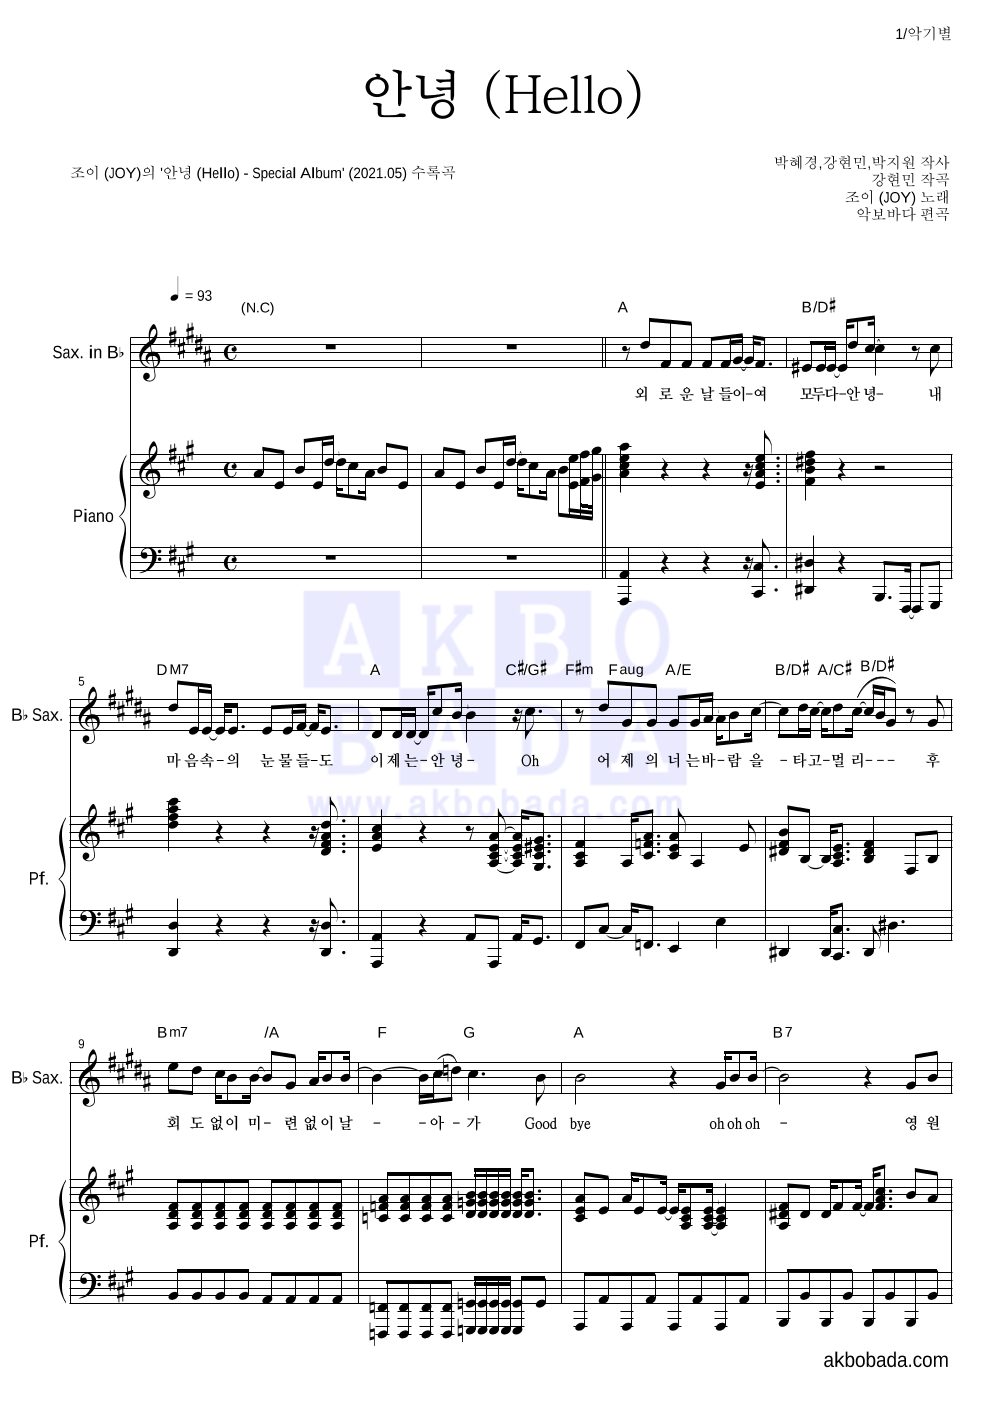 1/악기별
안녕 (Hello)
조이 (JOY)의 '안녕 (Hello) - Special Album' (2021.05) 수록곡
박혜경,강현민,박지원 작사
강현민 작곡
조이 (JOY) 노래
악보바다 편곡
= 93
(N.C) A B/D♯
Sax. in B♭
외 로 운 날 들이-여 모두다-안 녕- 내
Piano
AKBO
BADA
www.akbobada.com
5
DM7 A C♯/G♯ F♯m Faug A/E B/D♯ A/C♯ B/D♯
B♭ Sax.
마 음속-의 눈 물 들-도 이 제 는-안 녕- Oh 어 제 의 너 는바-람 을 -타고-멀 리--- 후
Pf.
9
Bm7 /A F G A B7
B♭ Sax.
회 도 없이 미- 련 없 이 날 - -아-가 Good bye oh oh oh - 영 원
Pf.
akbobada.com